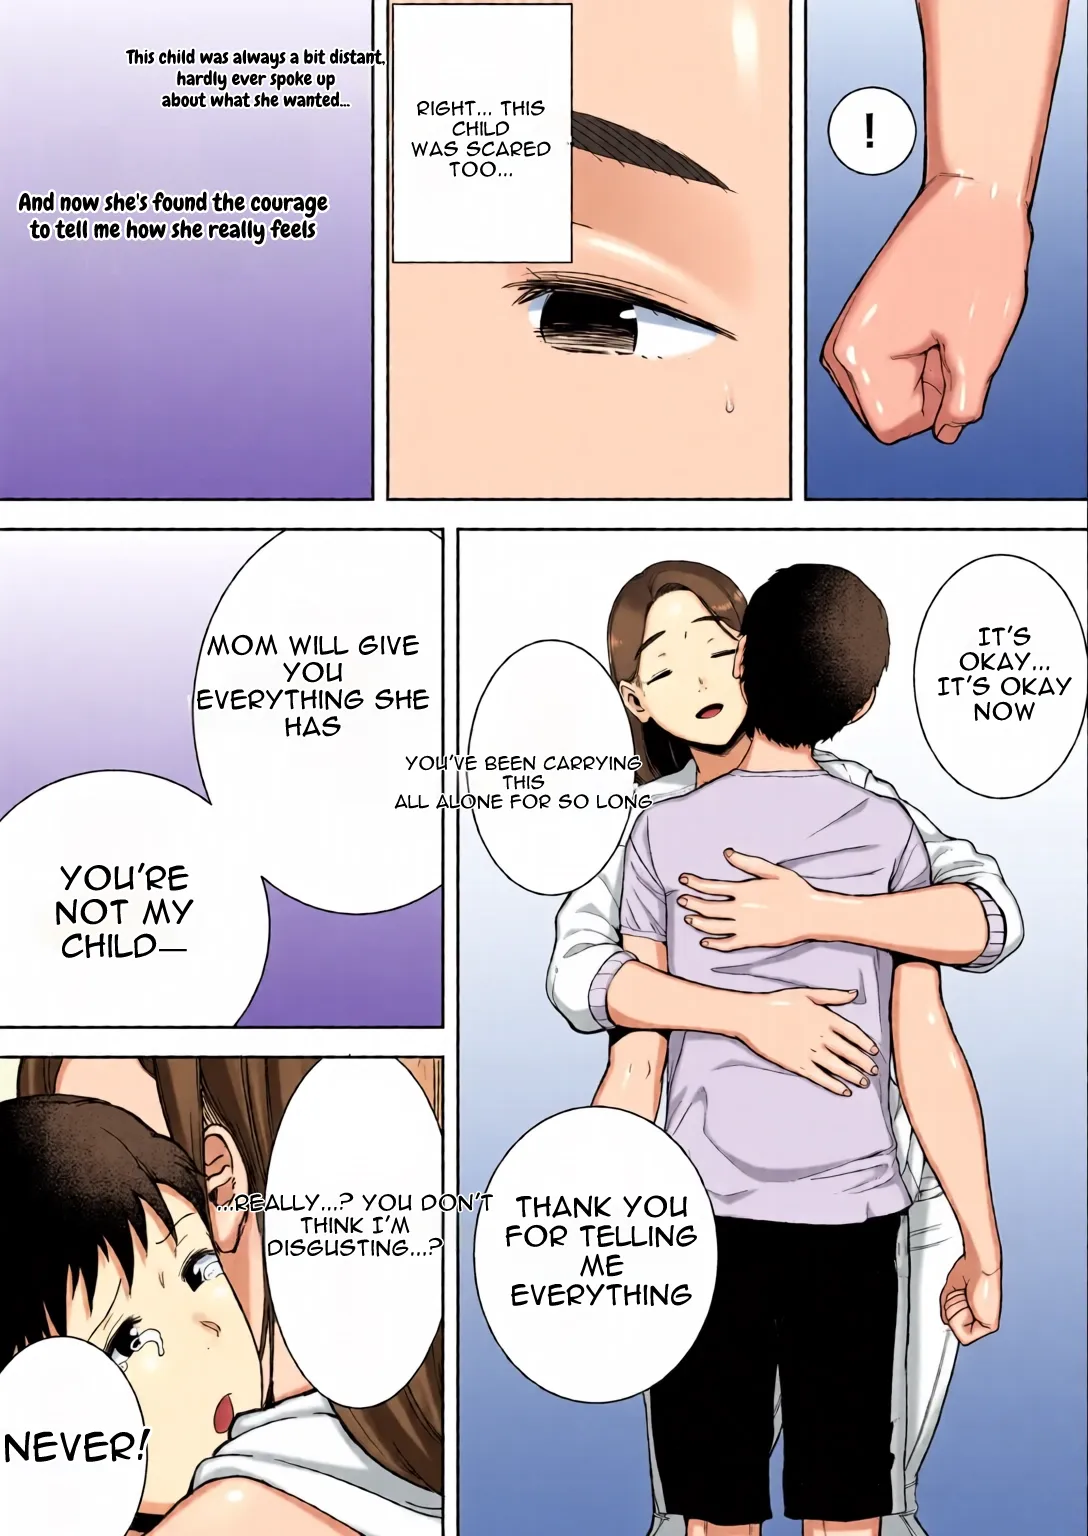 This child was always a bit distant,
hardly ever spoke up
about what she wanted...
And now she's found the courage
to tell me how she really feels
RIGHT... THIS
CHILD
WAS SCARED
TOO...
!
MOM WILL GIVE
YOU
EVERYTHING SHE
HAS
YOU'RE
NOT MY
CHILD—
IT'S
OKAY...
IT'S OKAY
NOW
YOU'VE BEEN CARRYING
THIS
ALL ALONE FOR SO LONG
THANK YOU
FOR TELLING
ME
EVERYTHING
...REALLY...? YOU DON'T
THINK I'M
DISGUSTING...?
NEVER!